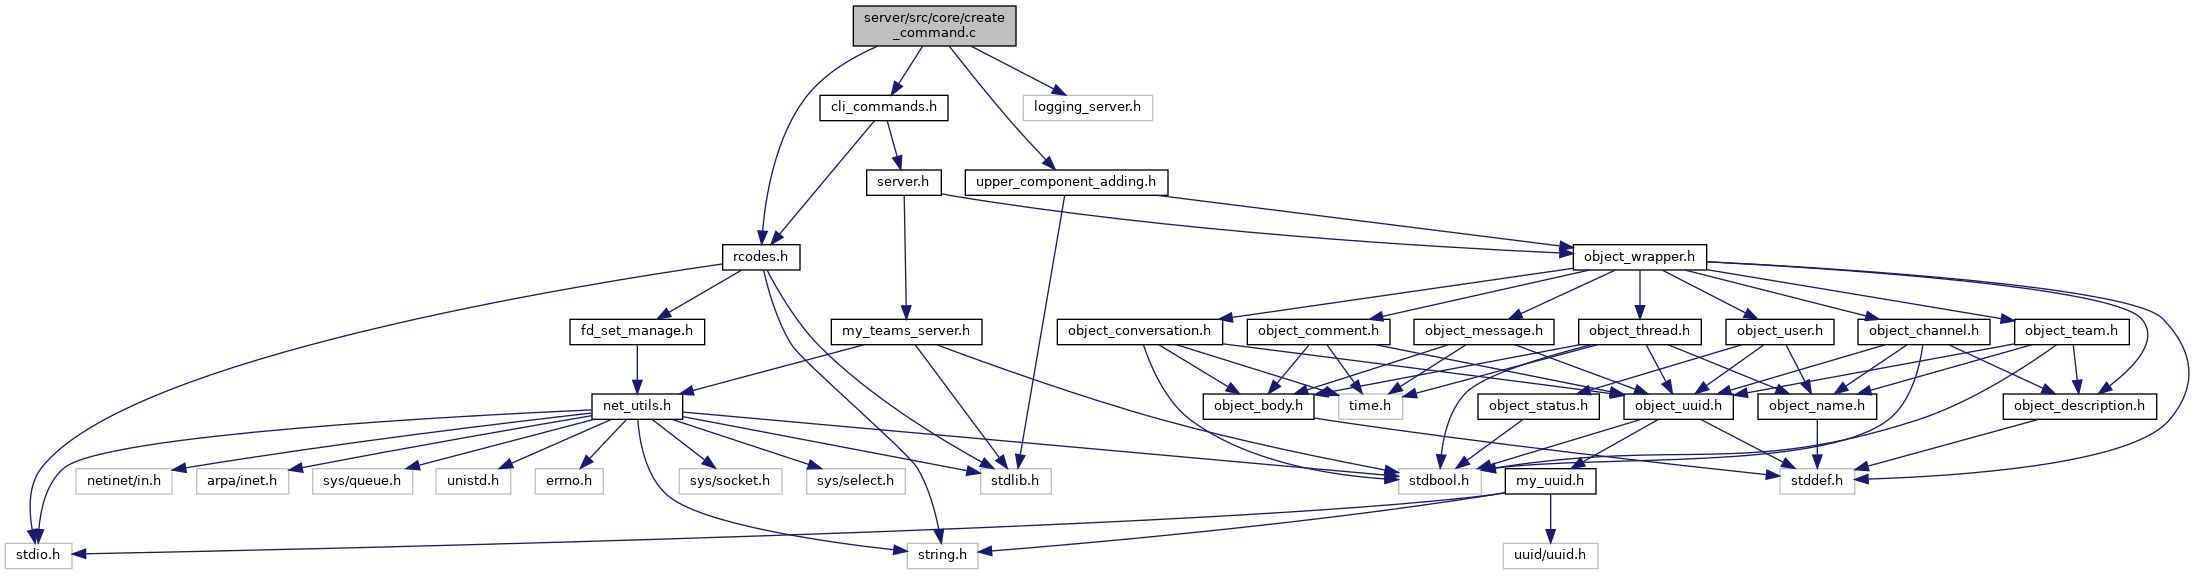 server/src/core/create
_command.c
cli_commands.h
logging_server.h
server.h
upper_component_adding.h
rcodes.h
object_wrapper.h
fd_set_manage.h
my_teams_server.h
object_conversation.h
object_comment.h
object_message.h
object_thread.h
object_user.h
object_channel.h
object_team.h
net_utils.h
object_body.h
time.h
object_status.h
object_uuid.h
object_name.h
object_description.h
netinet/in.h
arpa/inet.h
sys/queue.h
unistd.h
errno.h
sys/socket.h
sys/select.h
stdlib.h
stdbool.h
my_uuid.h
stddef.h
stdio.h
string.h
uuid/uuid.h